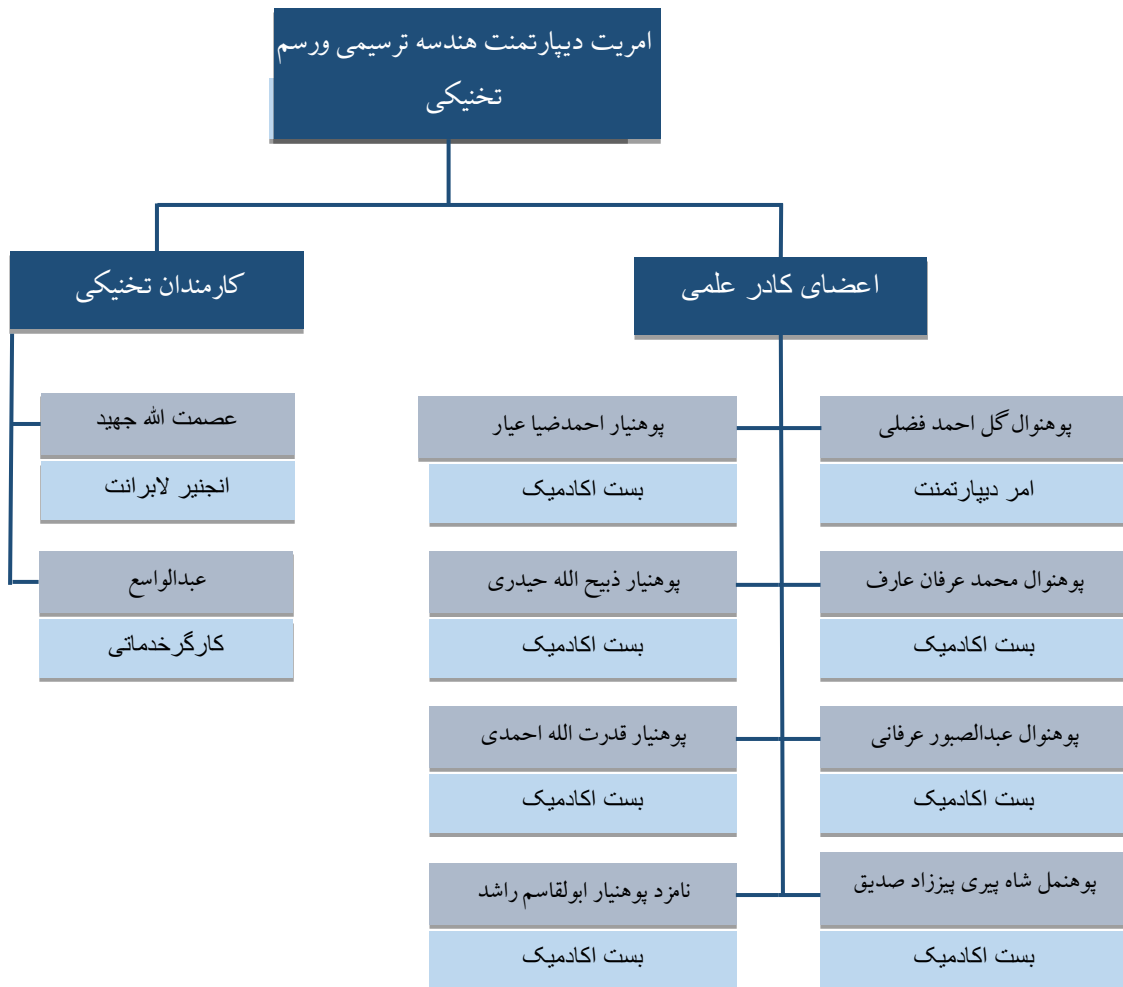 امریت دیپارتمنت هندسه ترسیمی ورسم
تخنیکی
اعضای کادر علمی
پوهنوال گل احمد فضلی
امر دیپارتمنت
پوهنیار احمدضیا عیار
بست اکادمیک
پوهنوال محمد عرفان عارف
بست اکادمیک
پوهنیار ذبیح الله حیدری
بست اکادمیک
پوهنوال عبدالصبور عرفانی
بست اکادمیک
پوهنیار قدرت الله احمدی
بست اکادمیک
پوهنمل شاه پیری پیززاد صدیق
بست اکادمیک
نامزد پوهنیار ابولقاسم راشد
بست اکادمیک
کارمندان تخنیکی
عصمت الله جهید
انجنیر لابرانت
عبدالواسع
کارگرخدماتی